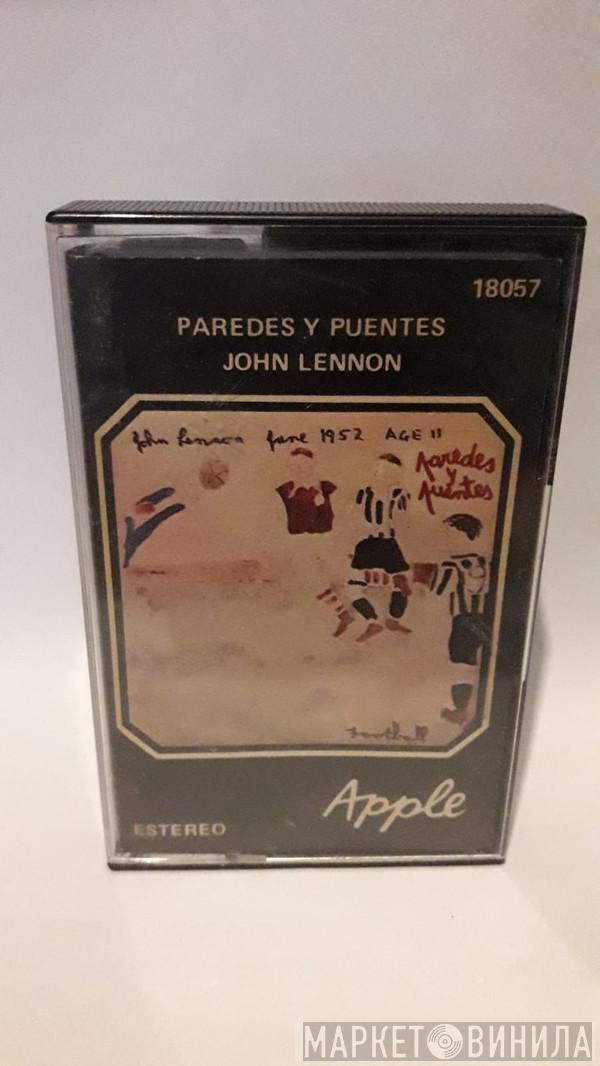 18057
PAREDES Y PUENTES
JOHN LENNON
John Lennon June 1952 AGE 11
Paredes
y
Puentes
Football
Apple
ESTEREO
МАРКЕТ ВИНИЛА